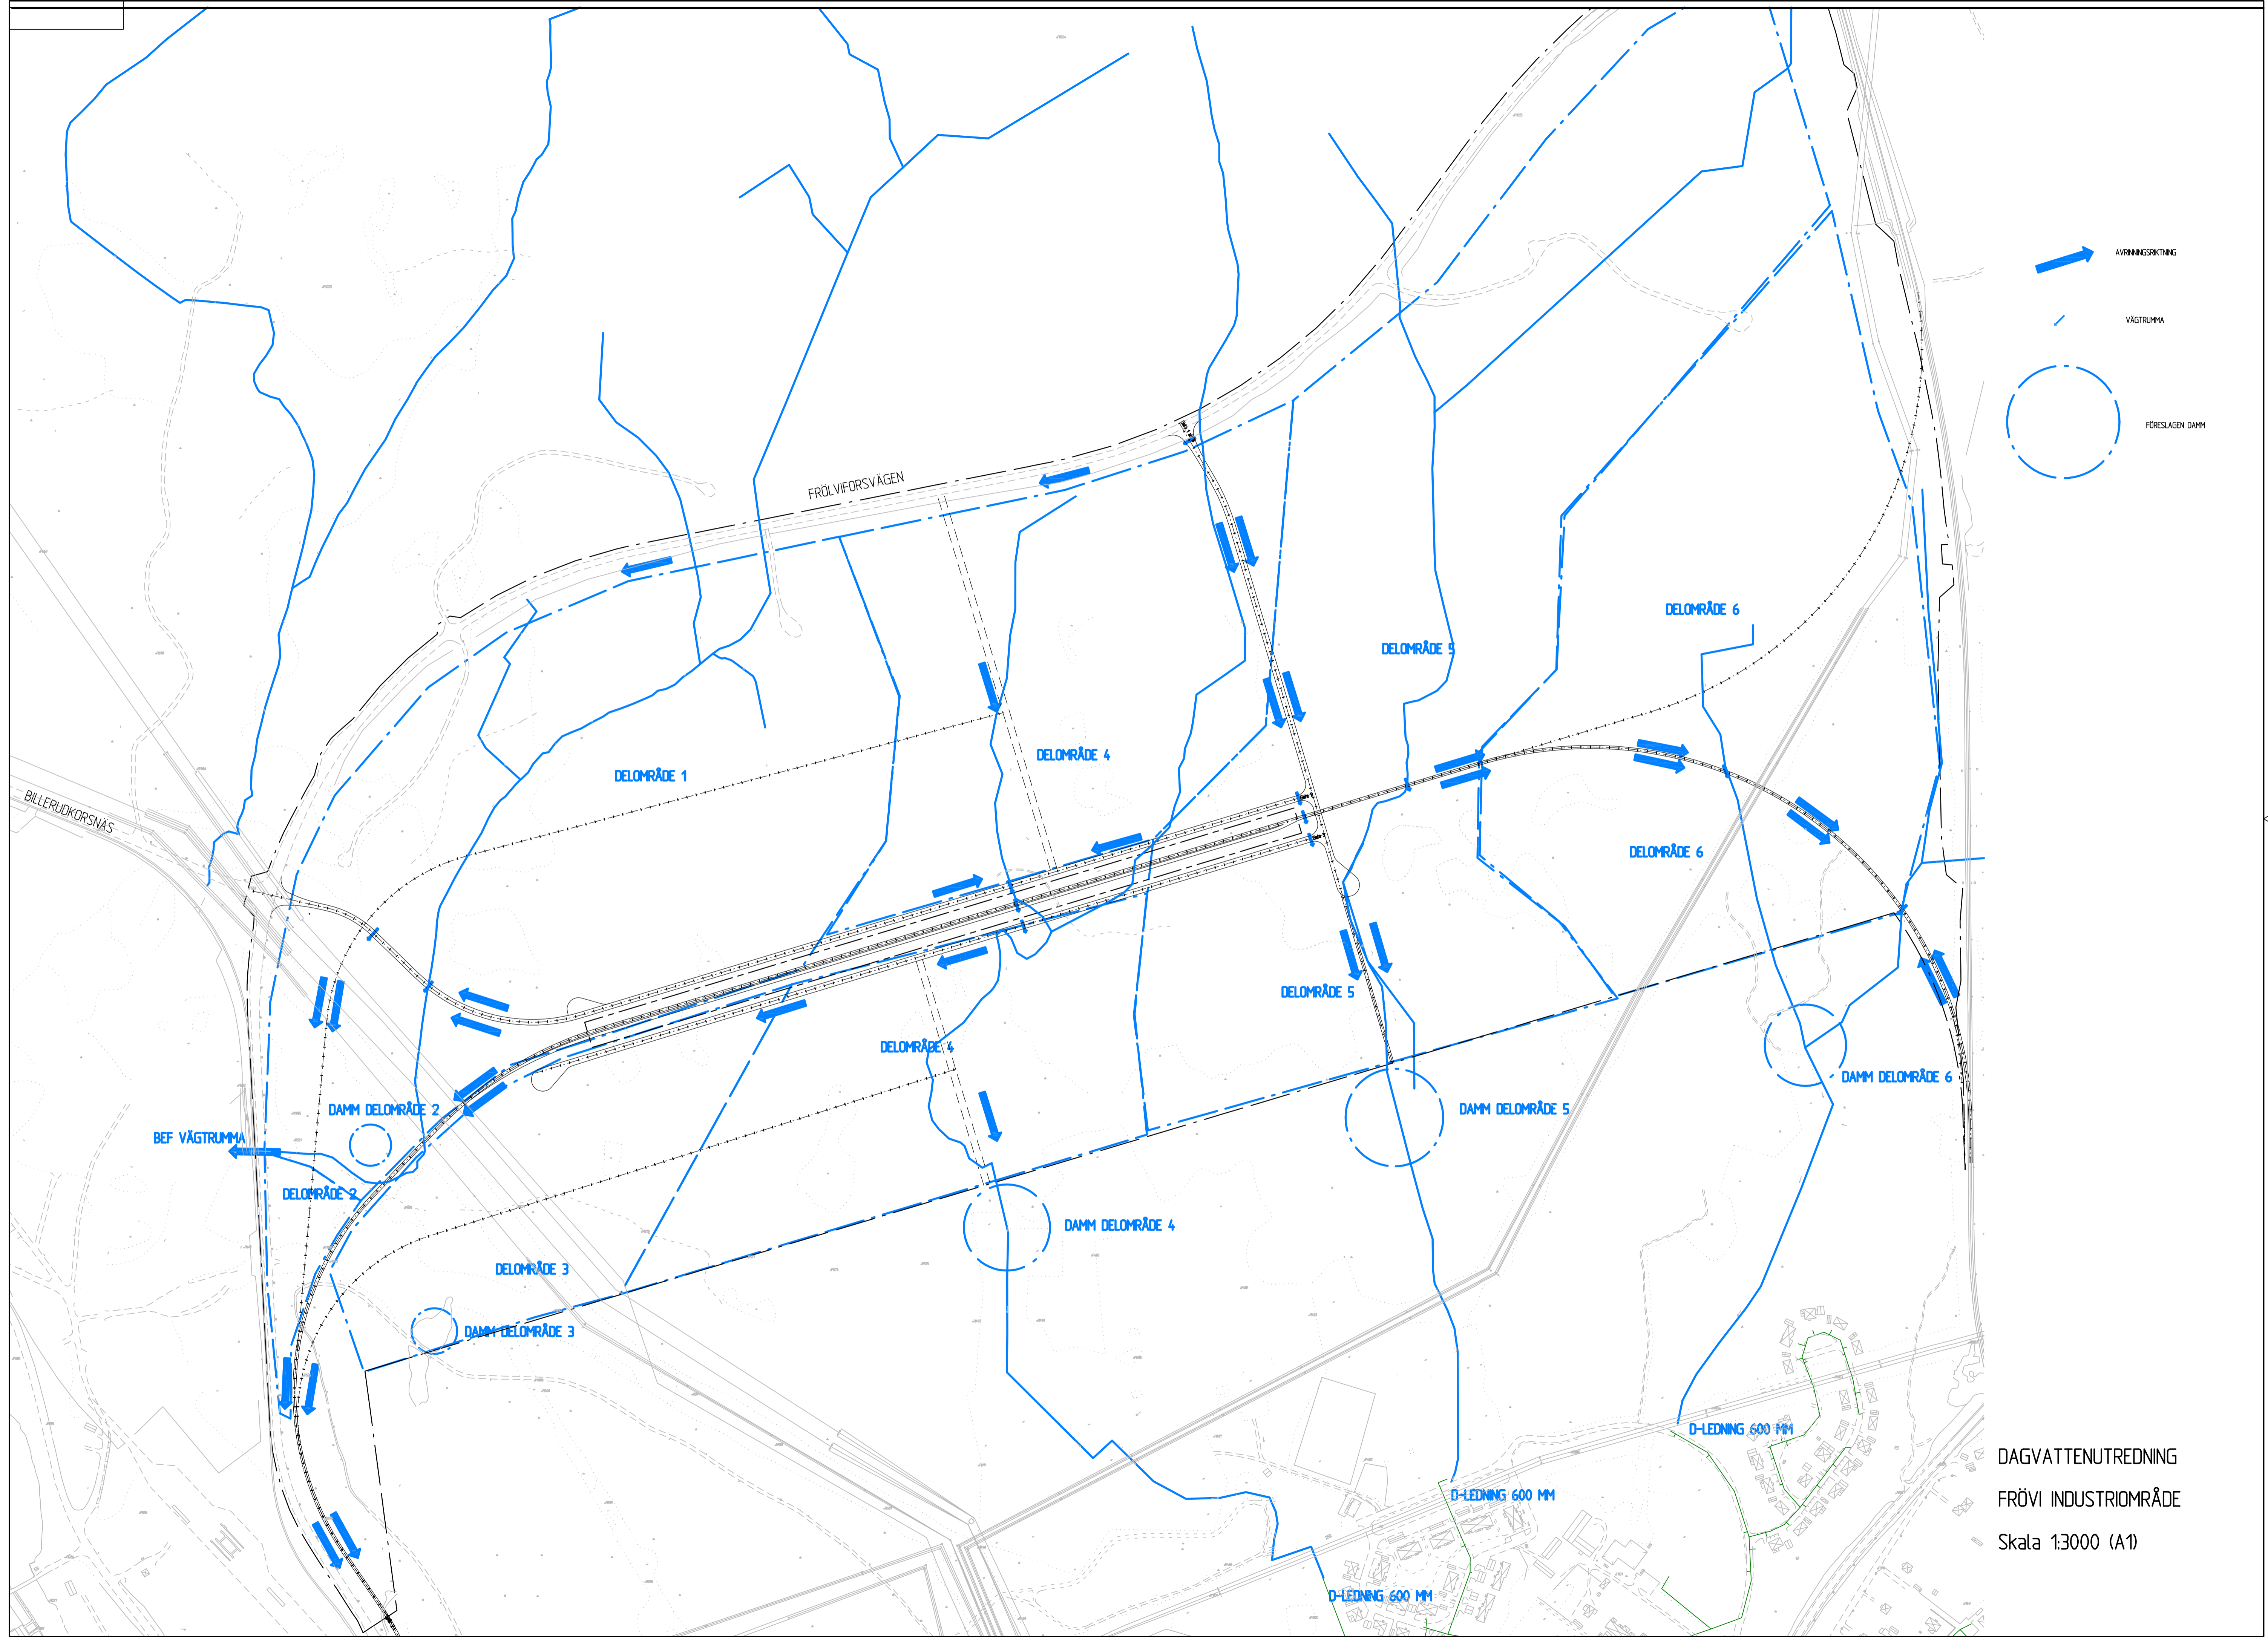 AVRINNINGSRIKTNING
VÄGTRUMMA
FÖRESLAGEN DAMM
FRÖLVIFORSVÄGEN
DELOMRÅDE 6
DELOMRÅDE 5
DELOMRÅDE 4
DELOMRÅDE 1
BILLERUDKORSNÄS
DELOMRÅDE 6
DELOMRÅDE 5
DELOMRÅDE 4
DAMM DELOMRÅDE 6
DAMM DELOMRÅDE 2
DAMM DELOMRÅDE 5
BEF VÄGTRUMMA
DELOMRÅDE 2
DAMM DELOMRÅDE 4
DELOMRÅDE 3
DAMM DELOMRÅDE 3
D-LEDNING 600 MM
D-LEDNING 600 MM
D-LEDNING 600 MM
DAGVATTENUTREDNING
FRÖVI INDUSTRIOMRÅDE
Skala 1:3000 (A1)